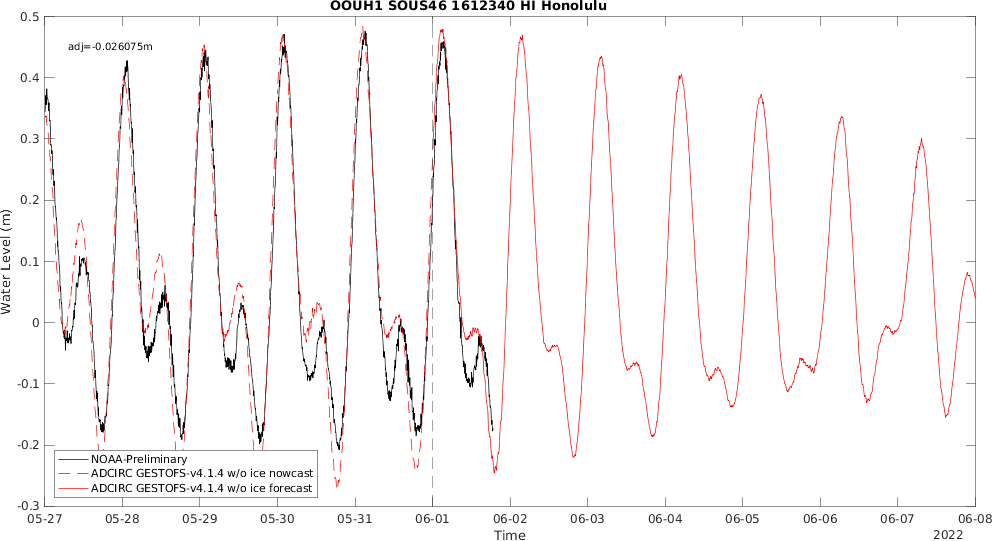 OOUH1 SOUS46 1612340 HI Honolulu
adj=-0.026075m
Water Level (m)
0.5
0.4
0.3
0.2
0.1
0
-0.1
-0.2
-0.3
NOAA-Preliminary
ADCIRC GESTOFS-v4.1.4 w/o ice nowcast
ADCIRC GESTOFS-v4.1.4 w/o ice forecast
05-27 05-28 05-29 05-30 05-31 06-01 06-02 06-03 06-04 06-05 06-06 06-07 06-08
Time
2022